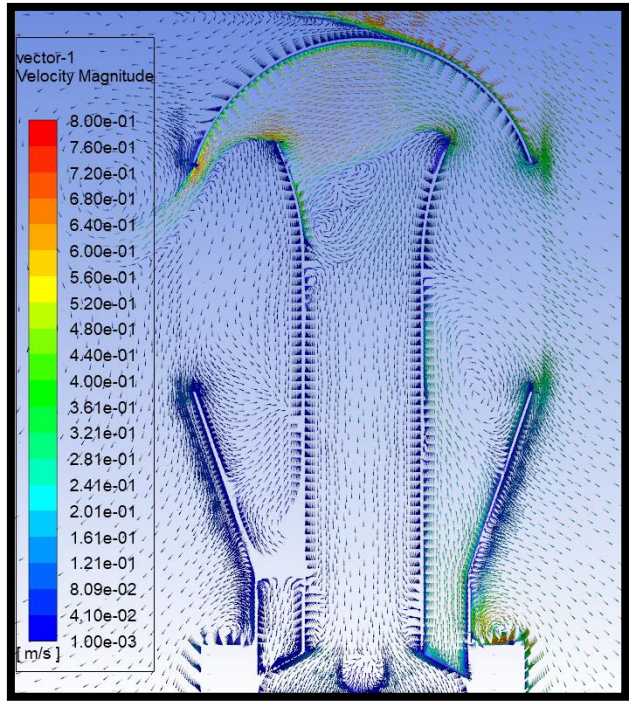 vector-1
Velocity Magnitude
8.00e-01
7.60e-01
7.20e-01
6.80e-01
6.40e-01
6.00e-01
5.60e-01
5.20e-01
4.80e-01
4.40e-01
4.00e-01
3.61e-01
3.21e-01
2.81e-01
2.41e-01
2.01e-01
1.61e-01
1.21e-01
8.09e-02
4.10e-02
1.00e-03
[ m/s ]